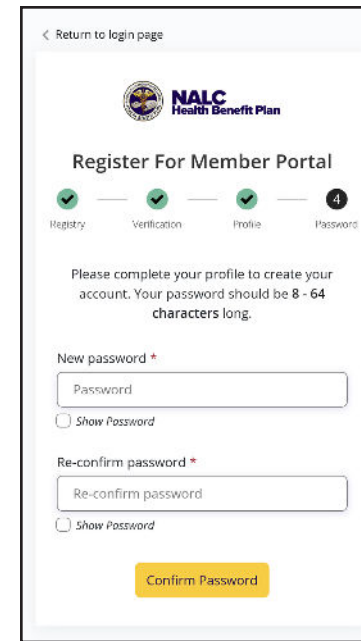 < Return to login page
NALC
Health Benefit Plan
Register For Member Portal
4
Registry Verification Profile Password
Please complete your profile to create your
account. Your password should be 8 - 64
characters long.
New password *
Password
Show Password
Re-confirm password *
Re-confirm password
Show Password
Confirm Password